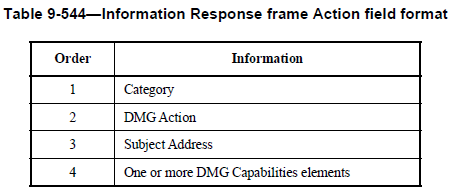 Table 9-544—Information Response frame Action field format
Order Information
1 Category
2 DMG Action
3 Subject Address
4 One or more DMG Capabilities elements